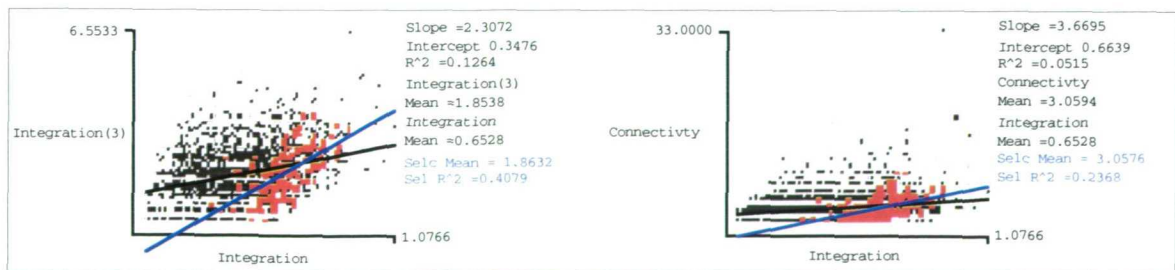 6.5533
Integration(3)
Integration
1.0766
Slope =2.3072
Intercept 0.3476
R^2 =0.1264
Integration(3)
Mean =1.8538
Integration
Mean =0.6528
Selc Mean = 1.8632
Sel R^2 =0.4079
33.0000
Connectivty
Integration
1.0766
Slope =3.6695
Intercept 0.6639
R^2 =0.0515
Connectivty
Mean =3.0594
Integration
Mean =0.6528
Selc Mean = 3.0576
Sel R^2 =0.2368